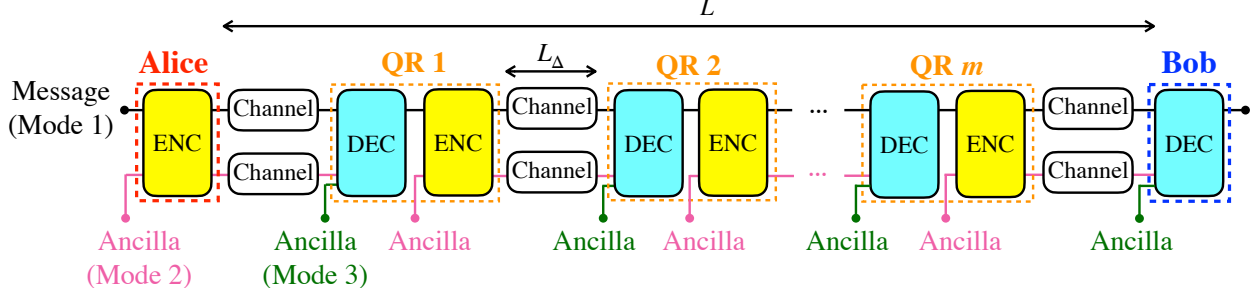 L
Alice
QR 1
L_Δ
QR 2
QR m
Bob
Message
(Mode 1)
ENC
Channel
Channel
DEC
ENC
Channel
Channel
DEC
ENC
...
...
DEC
ENC
Channel
Channel
DEC
Ancilla
(Mode 2)
Ancilla
(Mode 3)
Ancilla
Ancilla
Ancilla
Ancilla
Ancilla
Ancilla